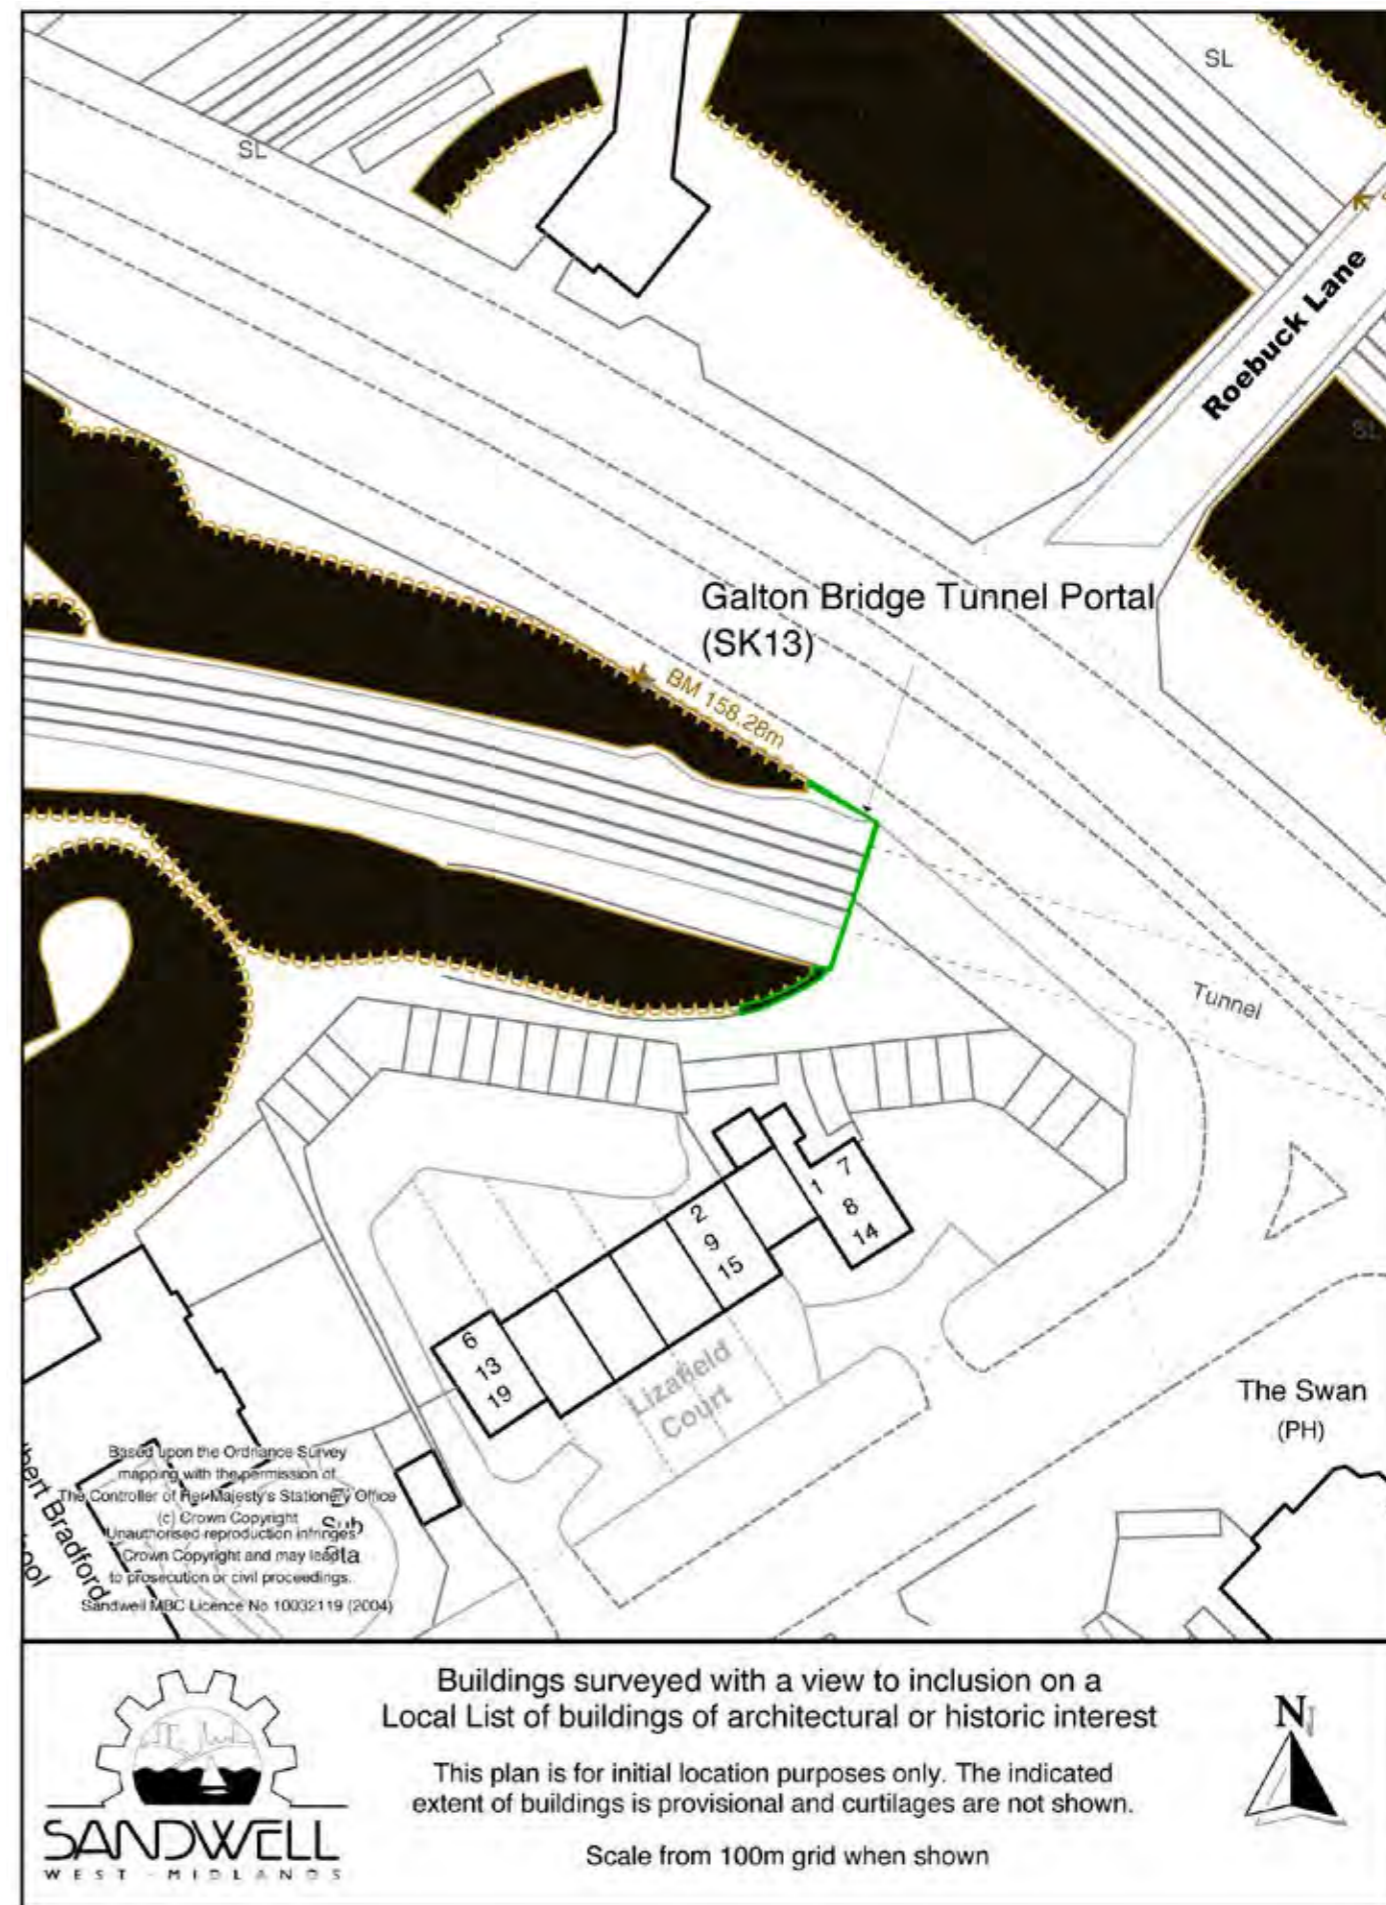 SL
SL
Roebuck Lane
SL
Galton Bridge Tunnel Portal
(SK13)
BM 158.28m
Tunnel
7
1
8
14
2
9
15
6
13
19
Lizafield
Court
The Swan
(PH)
Bradford
Based upon the Ordnance Survey
mapping with the permission of
The Controller of Her Majesty's Stationery Office
(c) Crown Copyright
Unauthorised reproduction infringes
Crown Copyright and may lead
to prosecution or civil proceedings.
Sandwell MBC Licence No 10032119 (2004)
El
Sub
Sta
Buildings surveyed with a view to inclusion on a
Local List of buildings of architectural or historic interest
This plan is for initial location purposes only. The indicated
extent of buildings is provisional and curtilages are not shown.
Scale from 100m grid when shown
SANDWELL
WEST - MIDLANDS
N